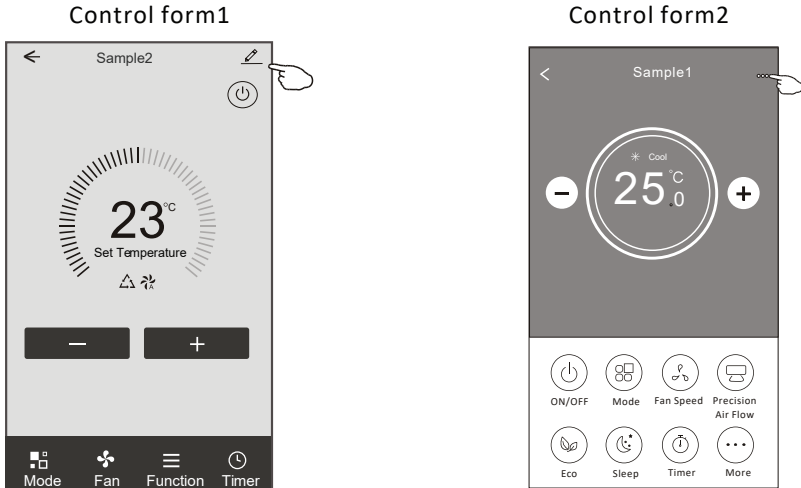 Control form1
Sample2
23°C
Set Temperature
A
Mode Fan Function Timer
Control form2
Sample1
Cool
25.0°C
ON/OFF Mode Fan Speed Precision
Air Flow
Eco Sleep Timer More